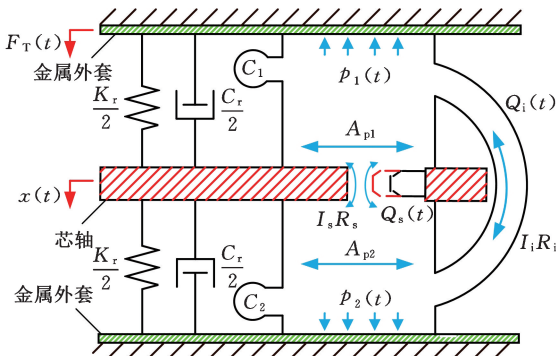 F_T(t)
金属外套
K_r/2
C_r/2
C_1
p_1(t)
Q_i(t)
A_p1
x(t)
芯轴
I_sR_s
Q_s(t)
I_iR_i
K_r/2
C_r/2
A_p2
金属外套
C_2
p_2(t)